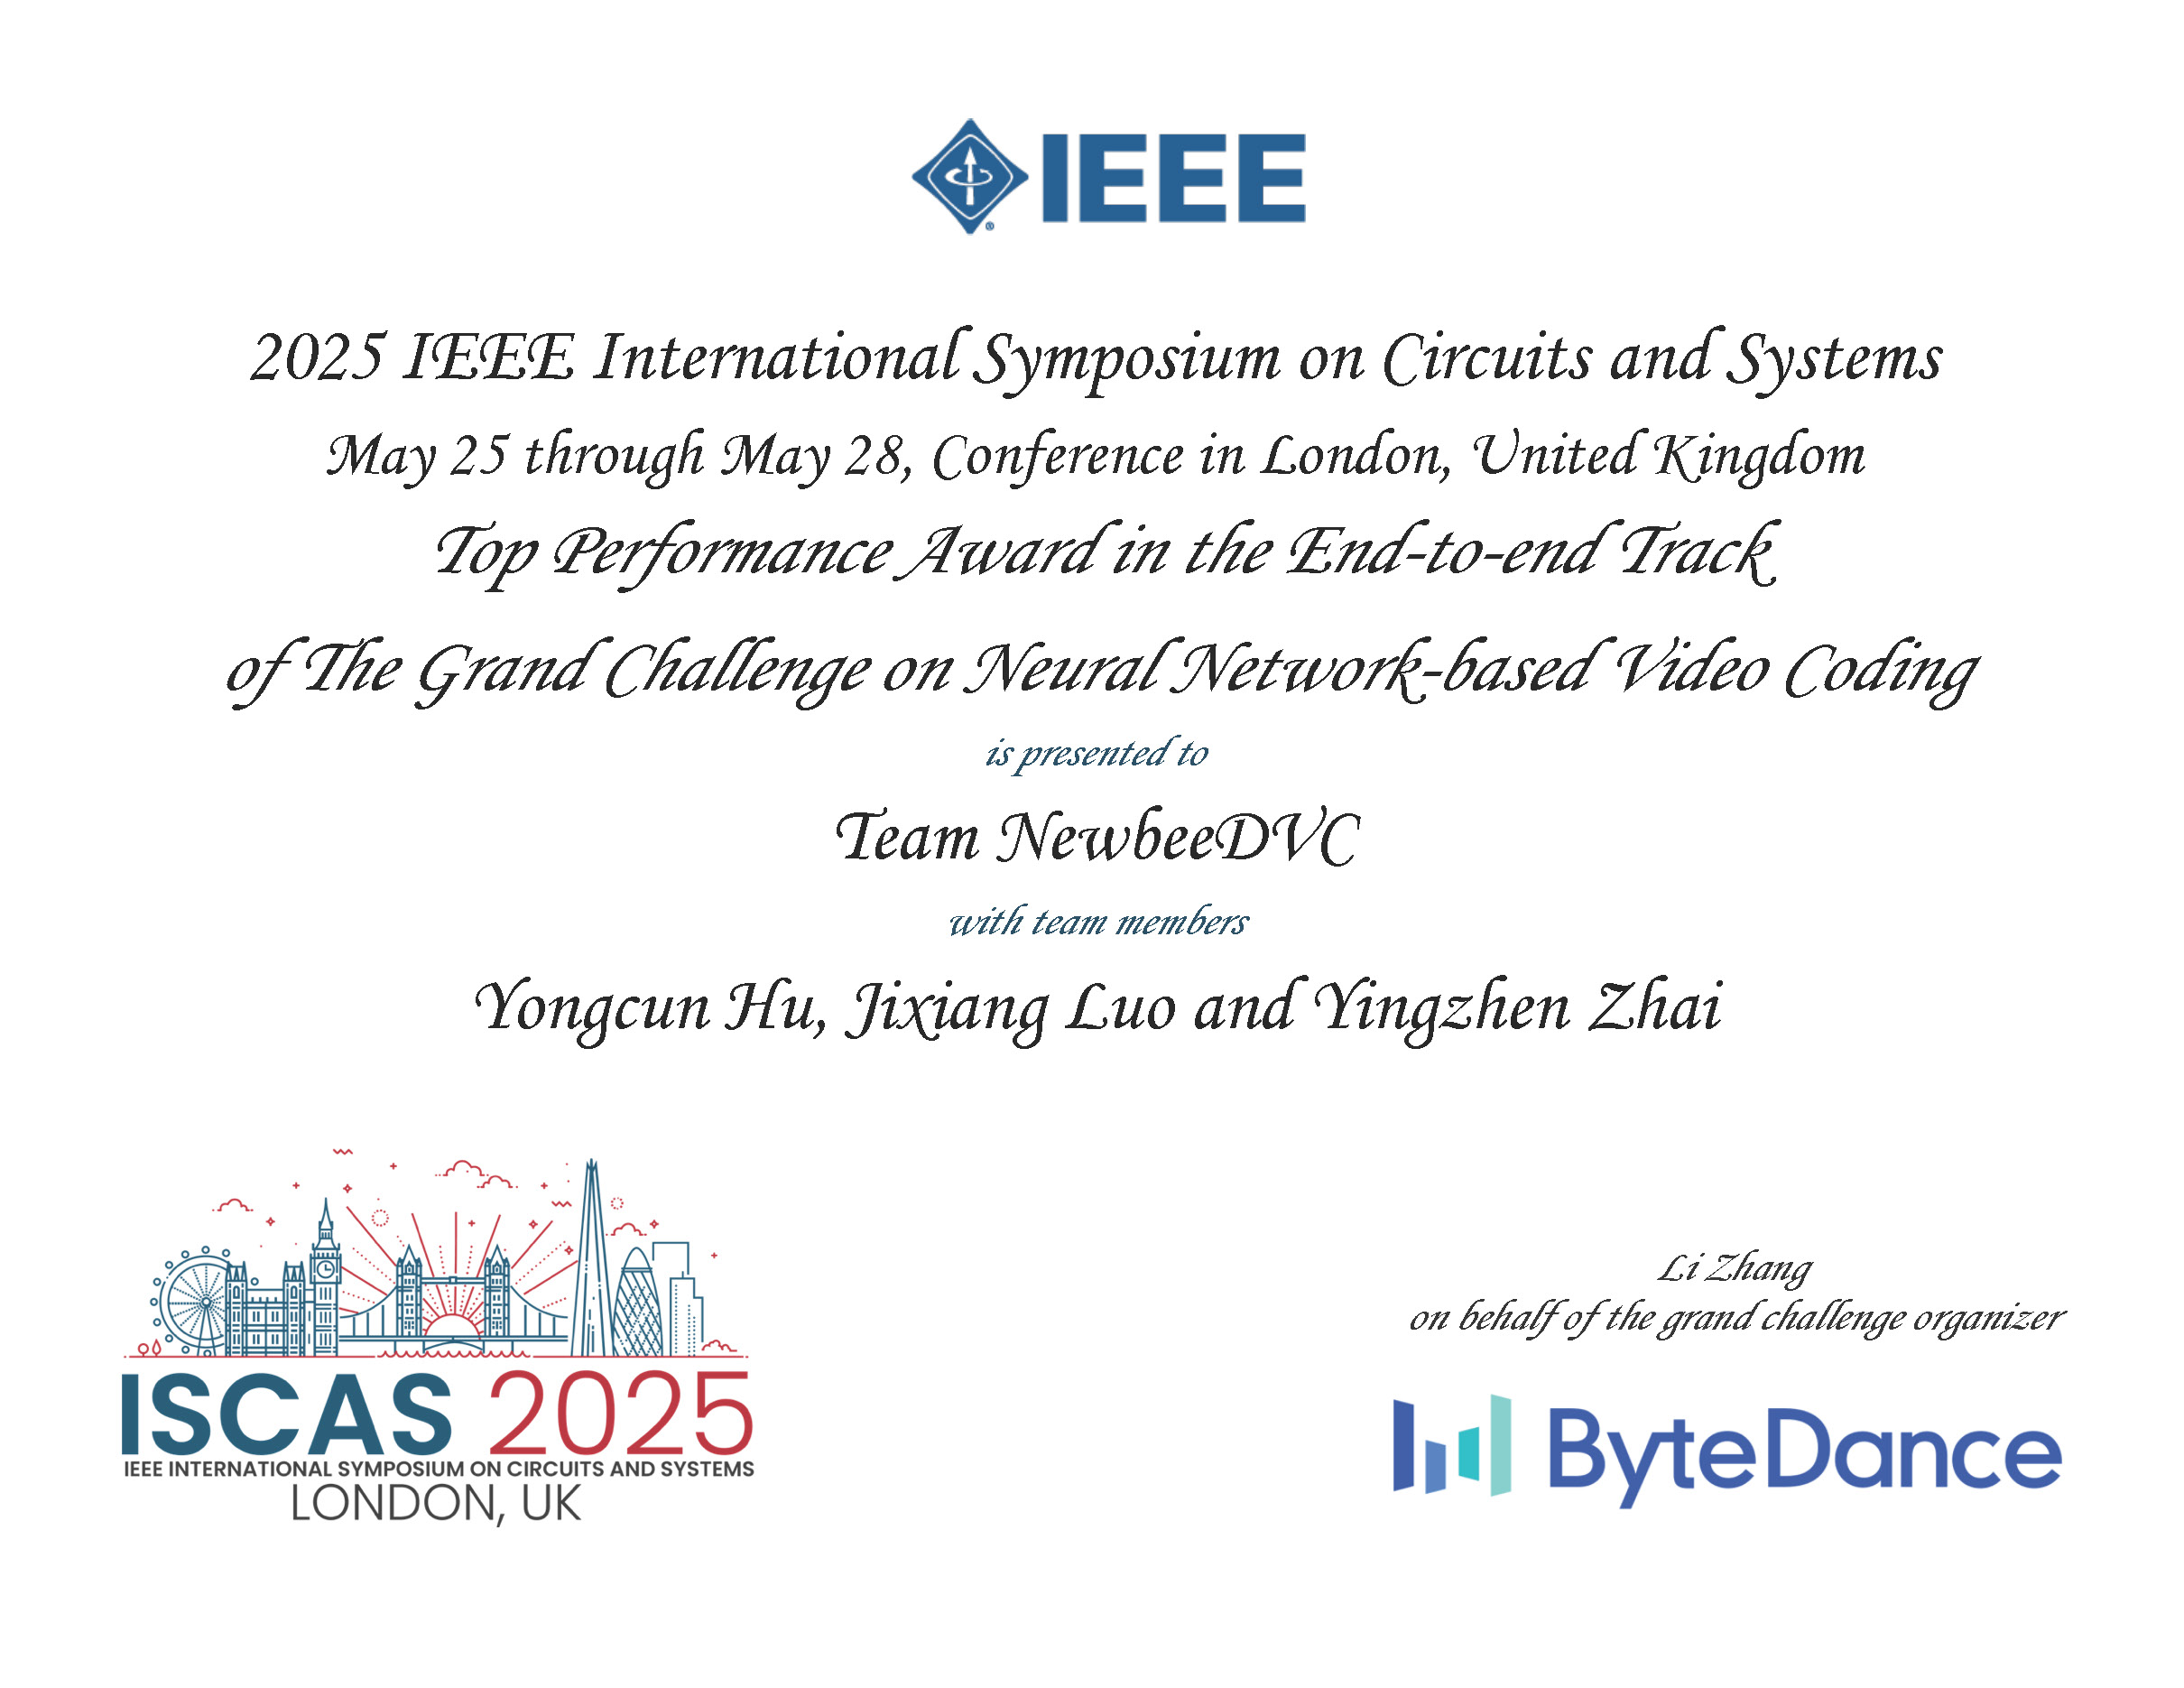 IEEE
2025 IEEE International Symposium on Circuits and Systems
May 25 through May 28, Conference in London, United Kingdom
Top Performance Award in the End-to-end Track
of The Grand Challenge on Neural Network-based Video Coding
is presented to
Team NewbeeDVC
with team members
Yongcun Hu, Jixiang Luo and Yingzhen Zhai
Li Zhang
on behalf of the grand challenge organizer
ByteDance
ISCAS 2025
IEEE INTERNATIONAL SYMPOSIUM ON CIRCUITS AND SYSTEMS
LONDON, UK